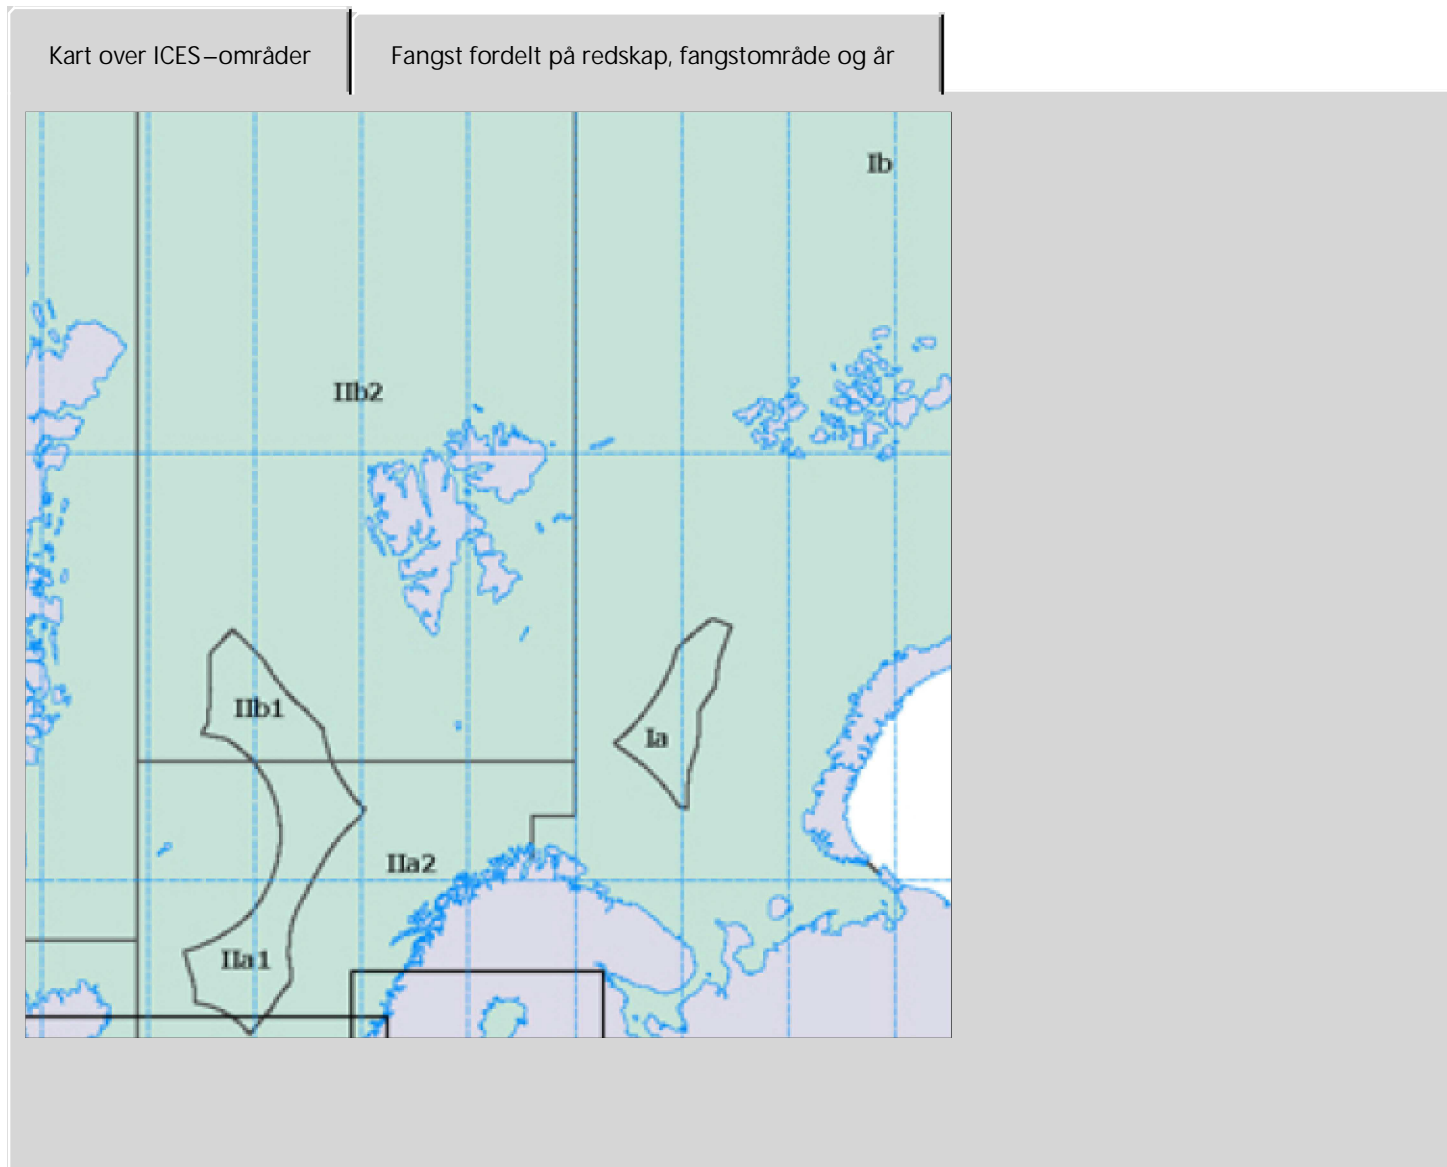 Kart over ICES–områder
Fangst fordelt på redskap, fangstområde og år
Ib
IIb2
IIb1
Ia
IIa2
IIa1